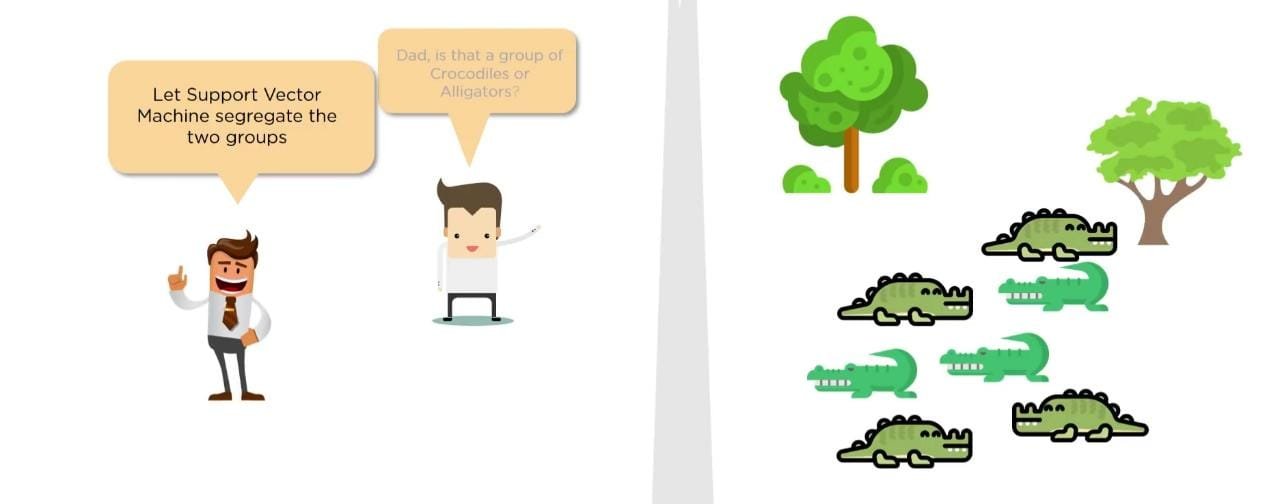 Let Support Vector
Machine segregate the
two groups
Dad, is that a group of
Crocodiles or
Alligators?